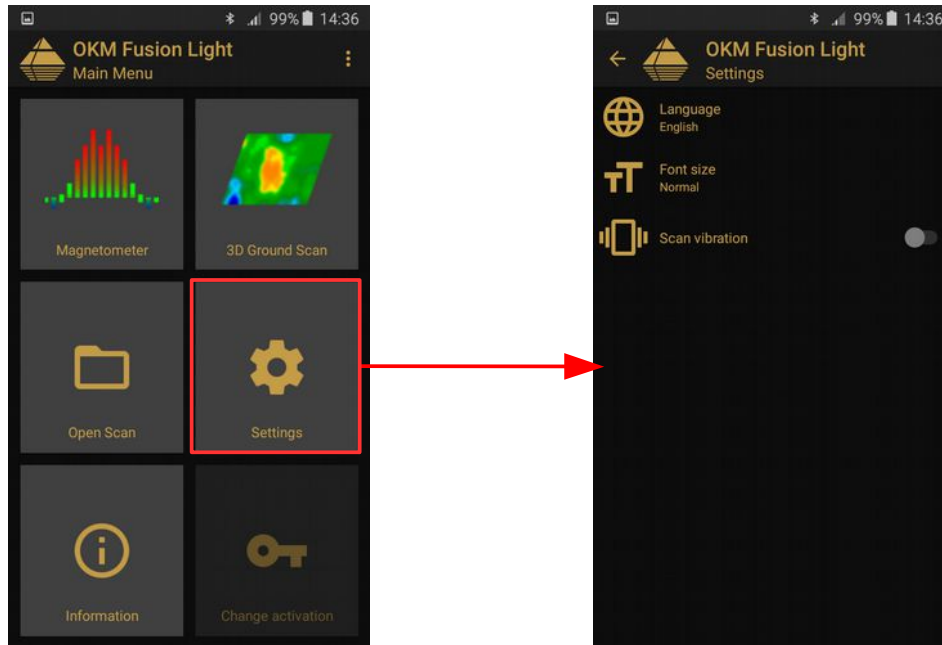 99% 14:36
OKM Fusion Light
Main Menu
Magnetometer
3D Ground Scan
Open Scan
Settings
Information
Change activation
99% 14:36
OKM Fusion Light
Settings
Language
English
Font size
Normal
Scan vibration